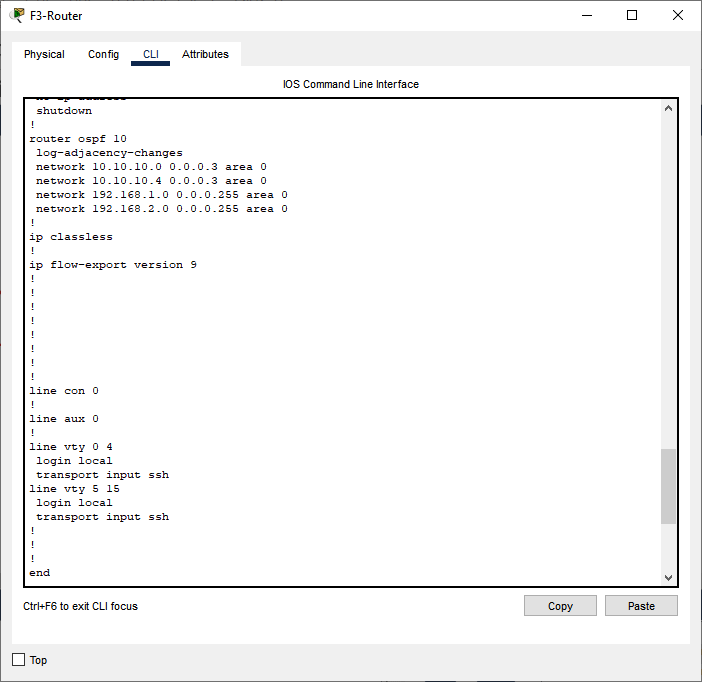 F3-Router
Physical Config CLI Attributes
IOS Command Line Interface
shutdown
!
router ospf 10
log-adjacency-changes
network 10.10.10.0 0.0.0.3 area 0
network 10.10.10.4 0.0.0.3 area 0
network 192.168.1.0 0.0.0.255 area 0
network 192.168.2.0 0.0.0.255 area 0
!
ip classless
!
ip flow-export version 9
!
!
!
!
!
!
!
!
line con 0
!
line aux 0
!
line vty 0 4
login local
transport input ssh
line vty 5 15
login local
transport input ssh
!
!
!
end
Ctrl+F6 to exit CLI focus
Copy Paste
Top